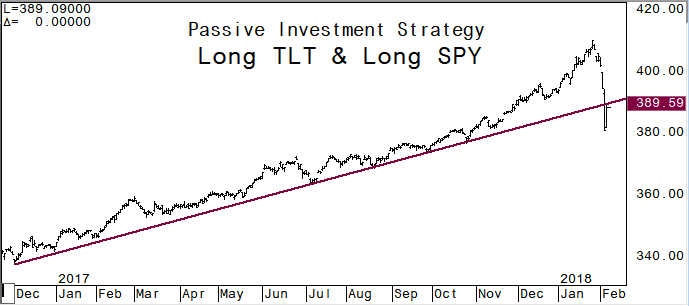 L=389.09000
Δ= 0.00000
Passive Investment Strategy
Long TLT & Long SPY
420.00
400.00
389.59
380.00
360.00
340.00
2017 2018
Dec Jan Feb Mar Apr May Jun Jul Aug Sep Oct Nov Dec Jan Feb